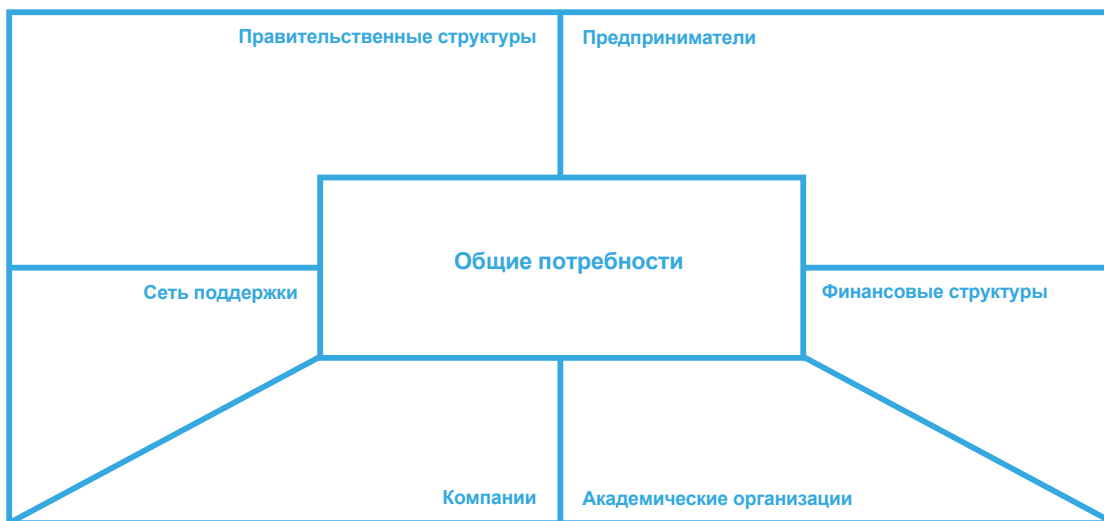 Правительственные структуры
Предприниматели
Общие потребности
Сеть поддержки
Финансовые структуры
Компании
Академические организации